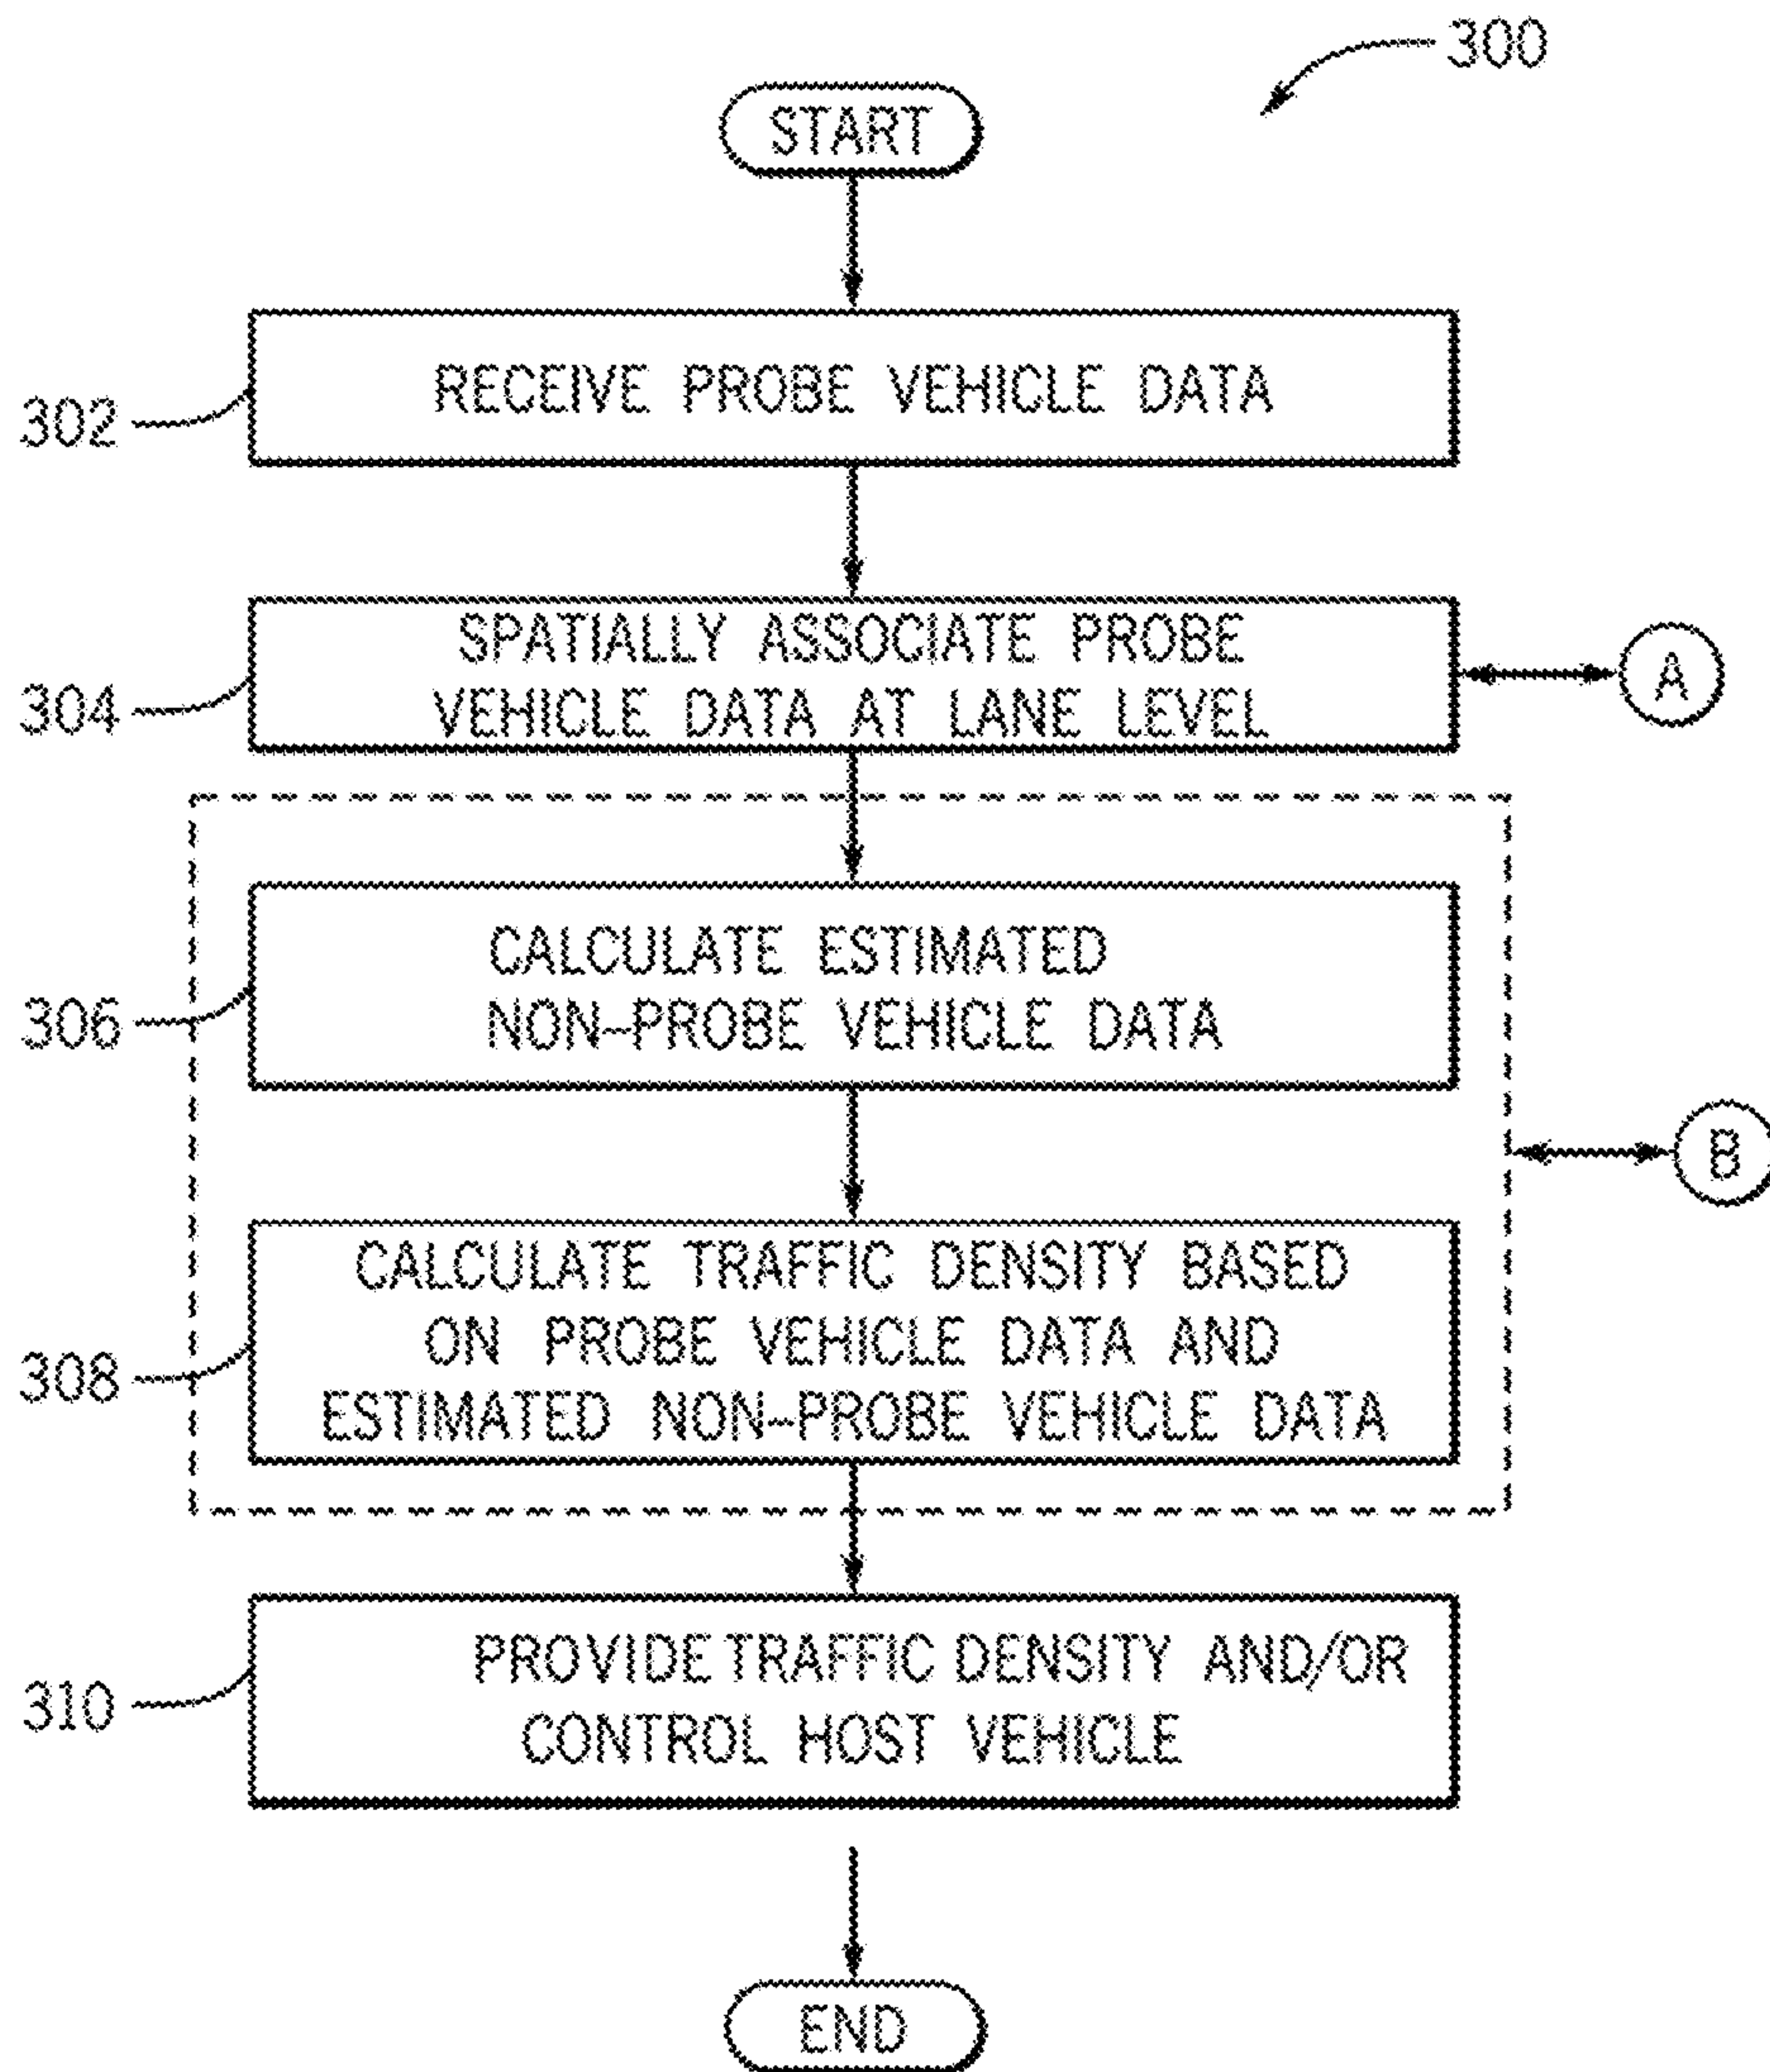 300
START
302
RECEIVE PROBE VEHICLE DATA
304
SPATIALLY ASSOCIATE PROBE
VEHICLE DATA AT LANE LEVEL
A
306
CALCULATE ESTIMATED
NON-PROBE VEHICLE DATA
B
308
CALCULATE TRAFFIC DENSITY BASED
ON PROBE VEHICLE DATA AND
ESTIMATED NON-PROBE VEHICLE DATA
310
PROVIDE TRAFFIC DENSITY AND/OR
CONTROL HOST VEHICLE
END